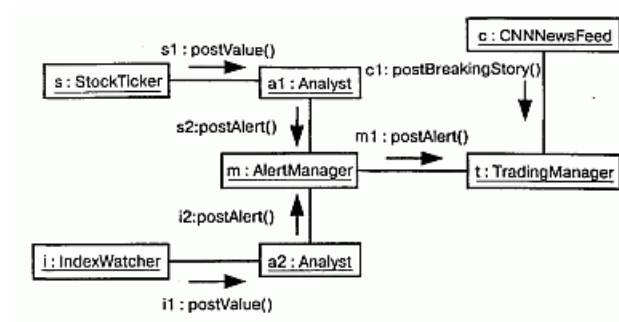 c : CNNNewsFeed
s1 : postValue()
s : StockTicker
a1 : Analyst
c1 : postBreakingStory()
s2:postAlert()
m1 : postAlert()
m : AlertManager
t : TradingManager
i2:postAlert()
i : IndexWatcher
a2 : Analyst
i1 : postValue()